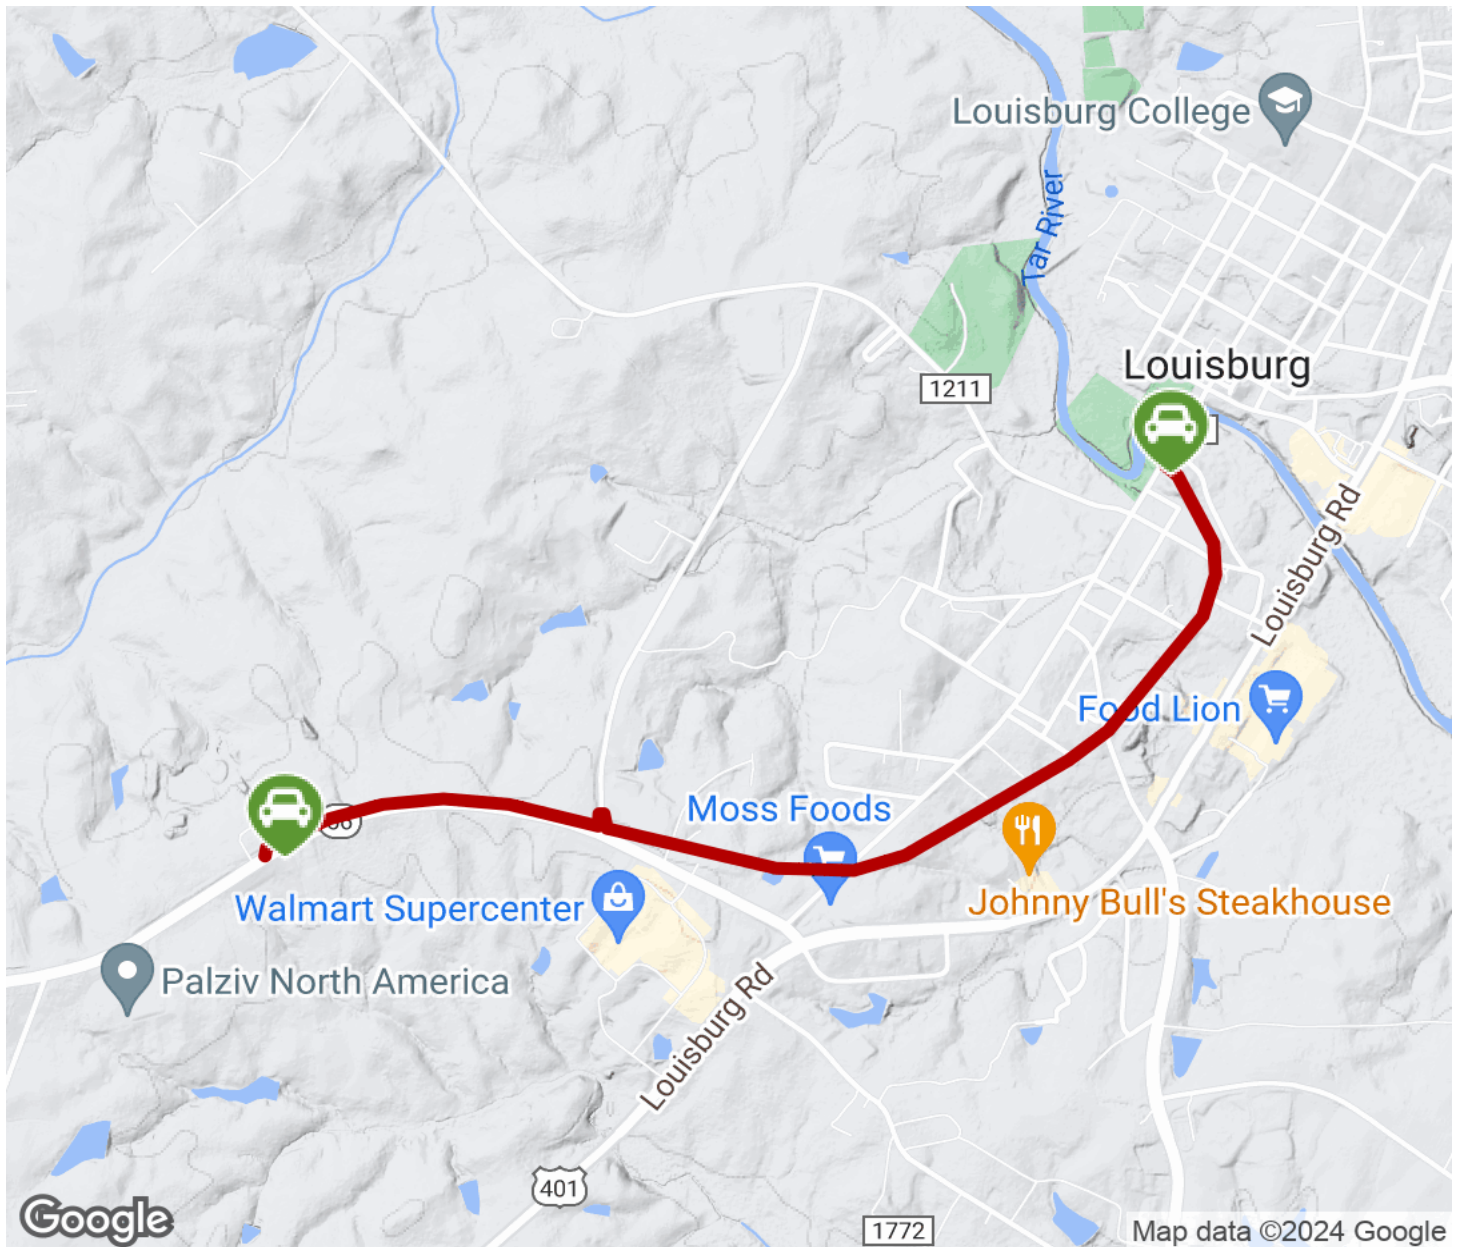 Louisburg College
Tar River
Louisburg
1211
Louisburg Rd
Food Lion
Moss Foods
Walmart Supercenter
Johnny Bull's Steakhouse
Palziv North America
Louisburg Rd
401
1772
Google
Map data ©2024 Google